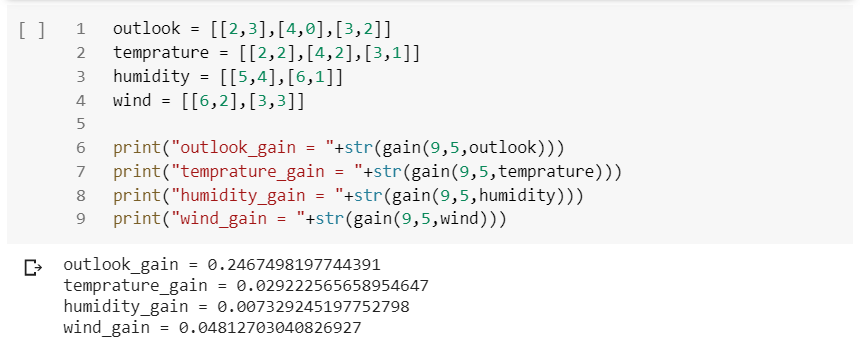 [ ] 1 outlook = [[2,3],[4,0],[3,2]]
2 temprature = [[2,2],[4,2],[3,1]]
3 humidity = [[5,4],[6,1]]
4 wind = [[6,2],[3,3]]
5
6 print("outlook_gain = "+str(gain(9,5,outlook)))
7 print("temprature_gain = "+str(gain(9,5,temprature)))
8 print("humidity_gain = "+str(gain(9,5,humidity)))
9 print("wind_gain = "+str(gain(9,5,wind)))
outlook_gain = 0.2467498197744391
temprature_gain = 0.029222565658954647
humidity_gain = 0.007329245197752798
wind_gain = 0.04812703040826927